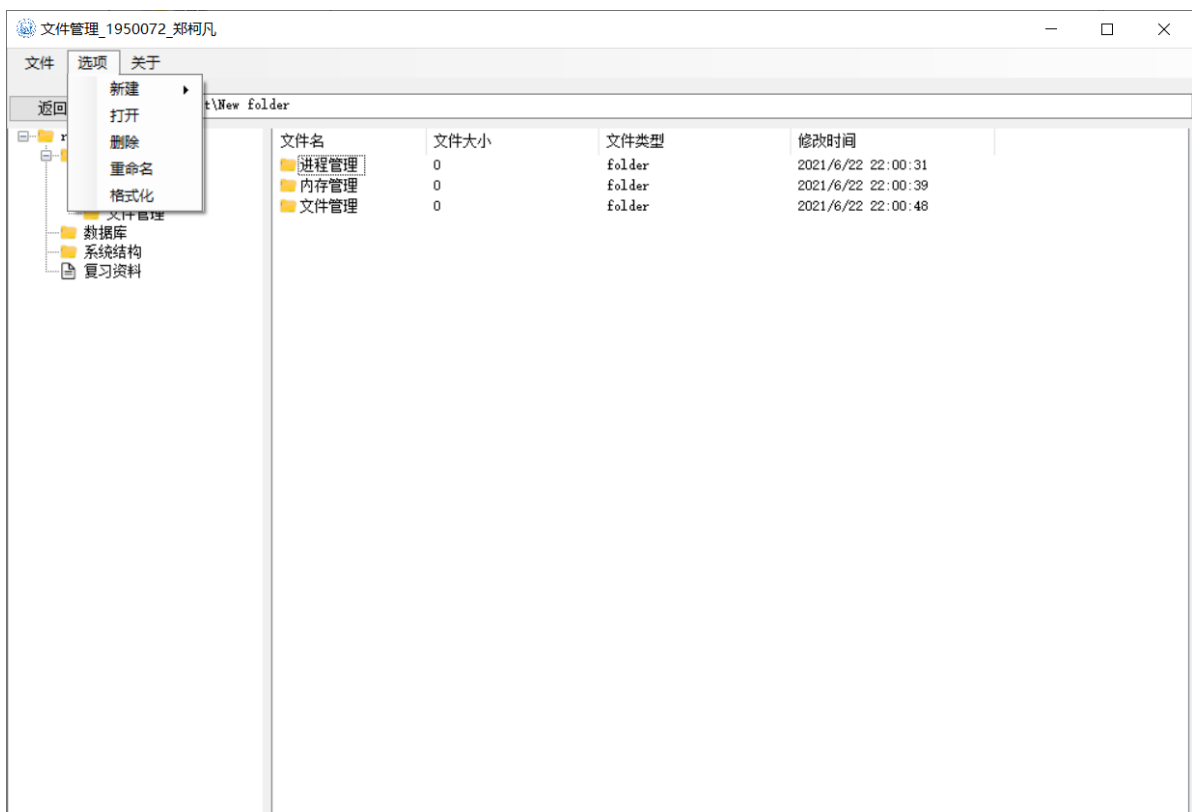 文件管理_1950072_郑柯凡
文件 选项 关于
新建
打开
删除
重命名
格式化
返回 t\New folder
文件名 文件大小 文件类型 修改时间
进程管理 0 folder 2021/6/22 22:00:31
内存管理 0 folder 2021/6/22 22:00:39
文件管理 0 folder 2021/6/22 22:00:48
r
文件管理
数据库
系统结构
复习资料